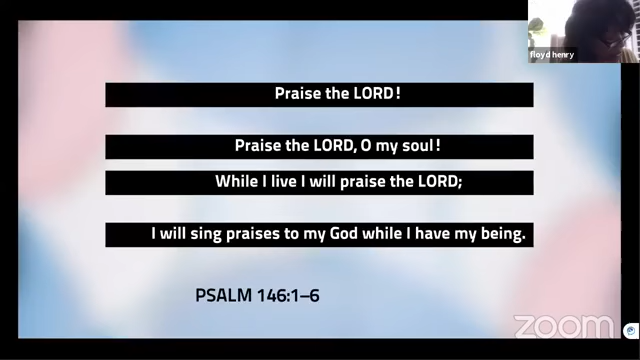 floyd henry
Praise the LORD!
Praise the LORD, O my soul!
While I live I will praise the LORD;
I will sing praises to my God while I have my being.
PSALM 146:1–6
zoom